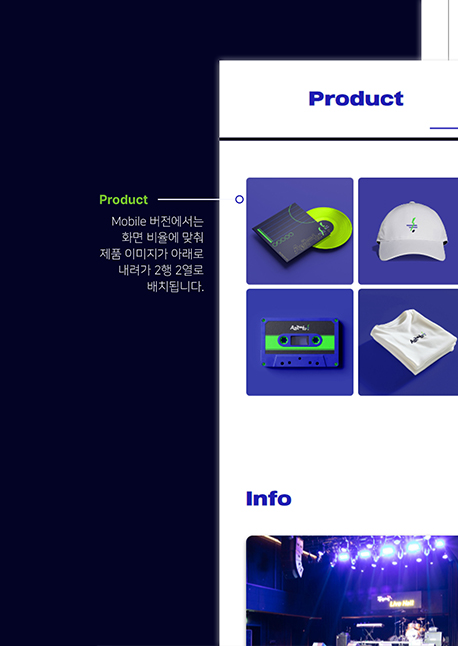 Product
Product
Mobile 버전에서는
화면 비율에 맞춰
제품 이미지가 아래로
내려가 2행 2열로
배치됩니다.
Info
Live Hall